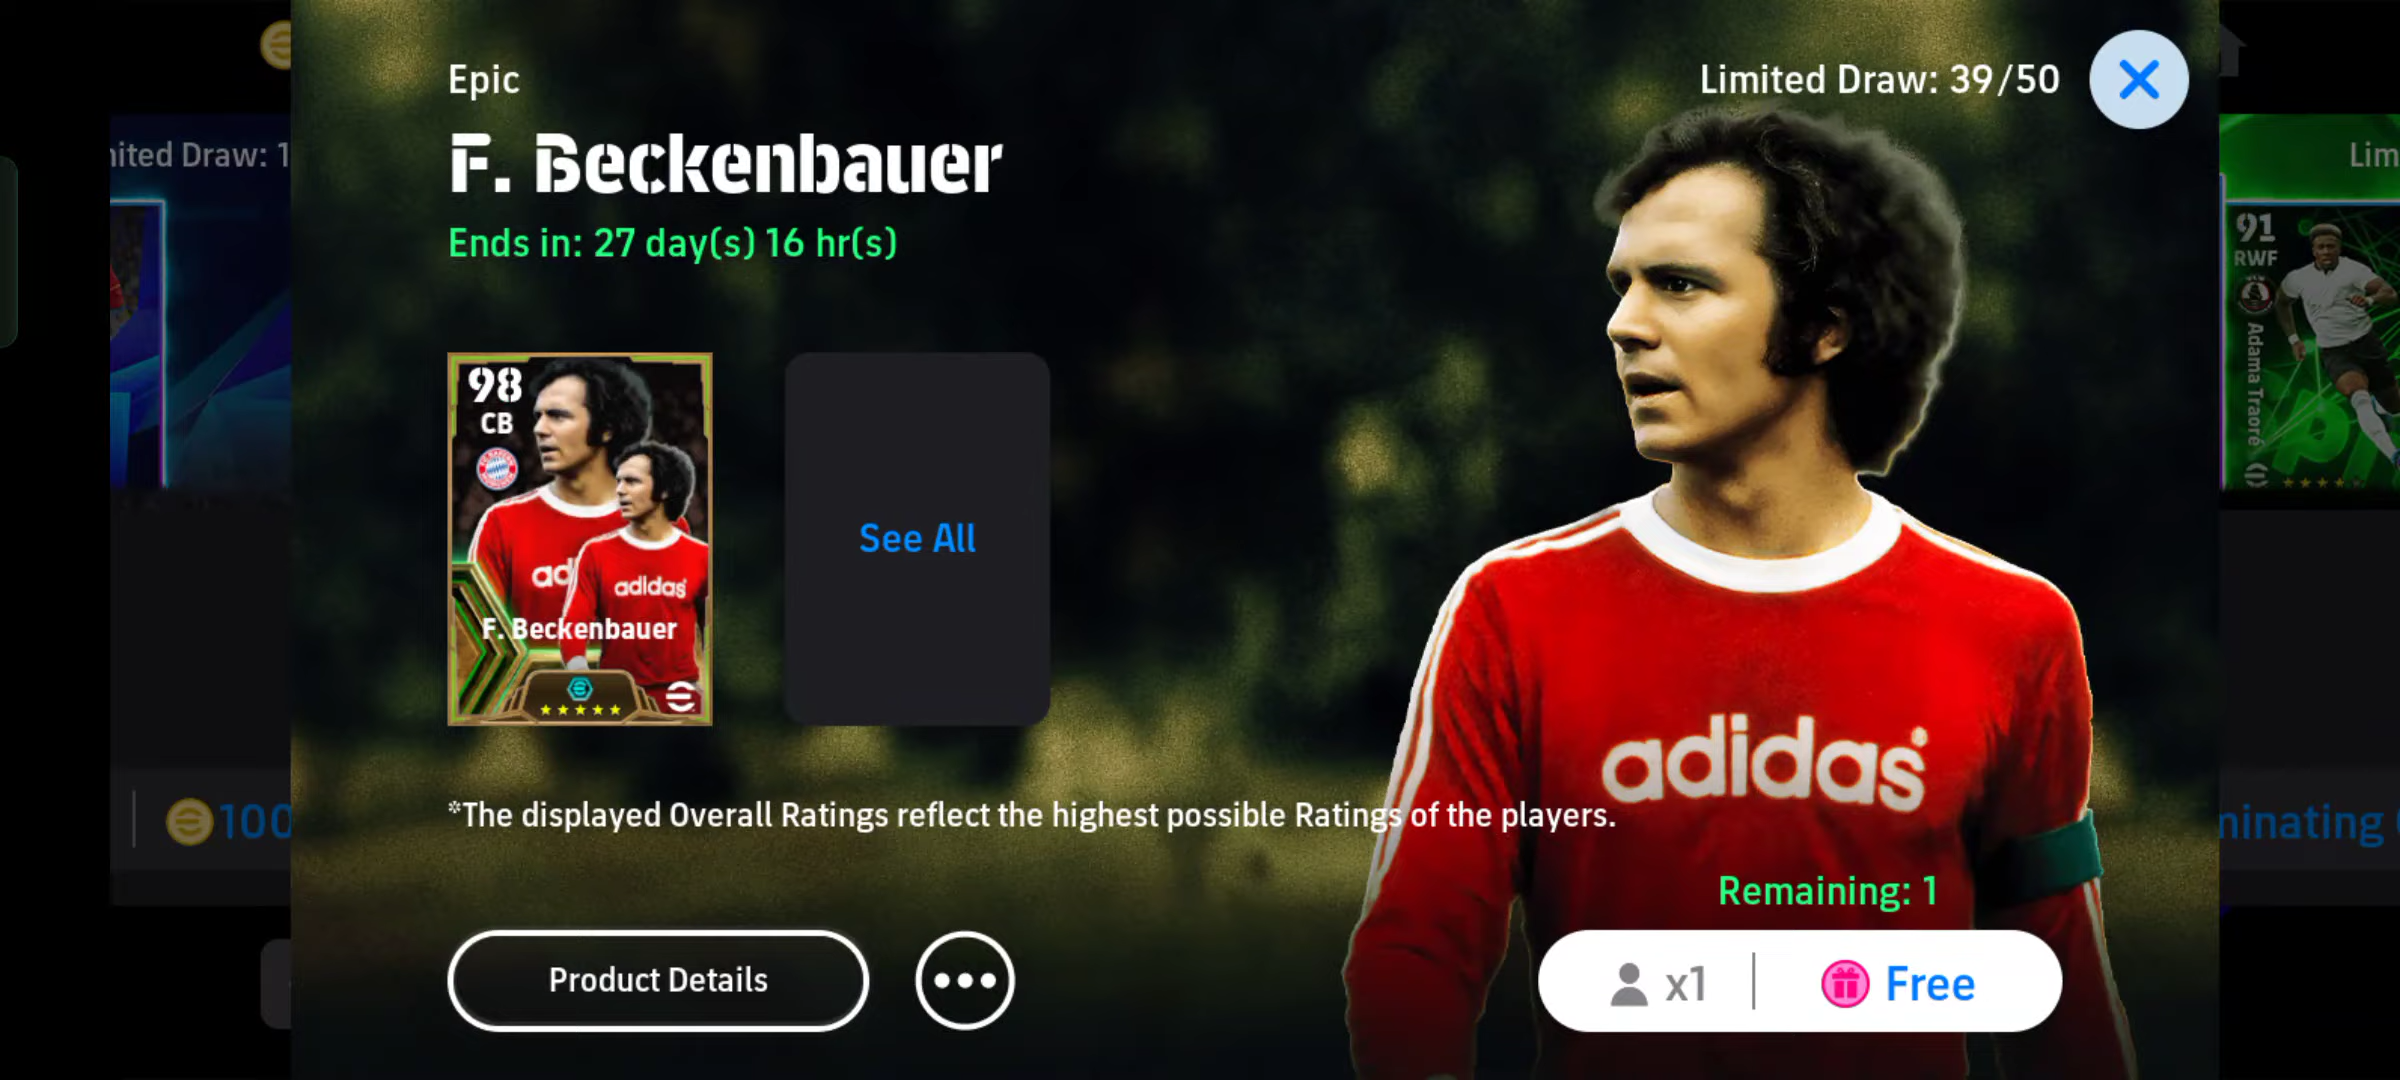 Epic
Limited Draw: 39/50
F. Beckenbauer
Ends in: 27 day(s) 16 hr(s)
98
CB
adidas
F. Beckenbauer
See All
adidas
*The displayed Overall Ratings reflect the highest possible Ratings of the players.
Remaining: 1
Product Details
x1
Free
ited Draw: 1
100
Lim
91
RWF
Adama Traoré
minating